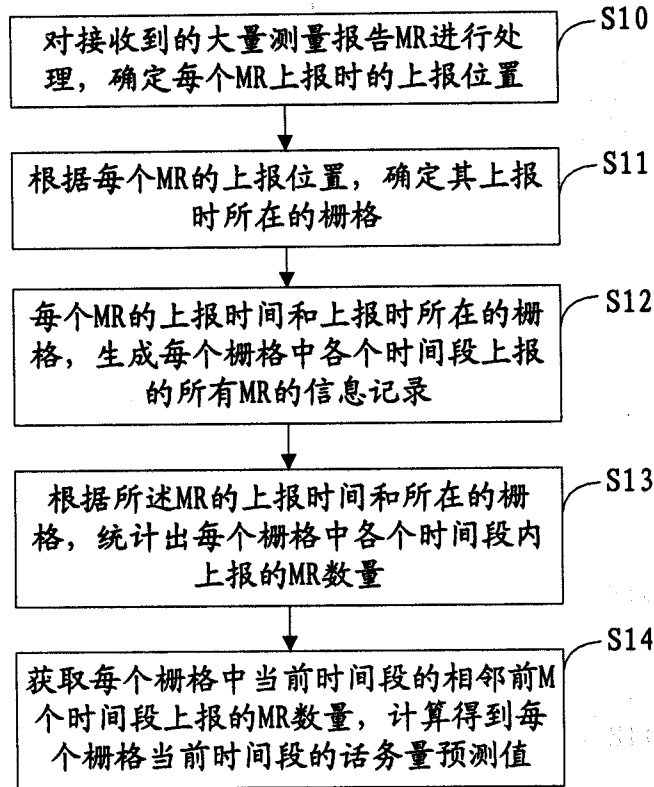 对接收到的大量测量报告MR进行处
理，确定每个MR上报时的上报位置
S10
根据每个MR的上报位置，确定其上报
时所在的栅格
S11
每个MR的上报时间和上报时所在的栅
格，生成每个栅格中各个时间段上报
的所有MR的信息记录
S12
根据所述MR的上报时间和所在的栅
格，统计出每个栅格中各个时间段内
上报的MR数量
S13
获取每个栅格中当前时间段的相邻前M
个时间段上报的MR数量，计算得到每
个栅格当前时间段的话务量预测值
S14